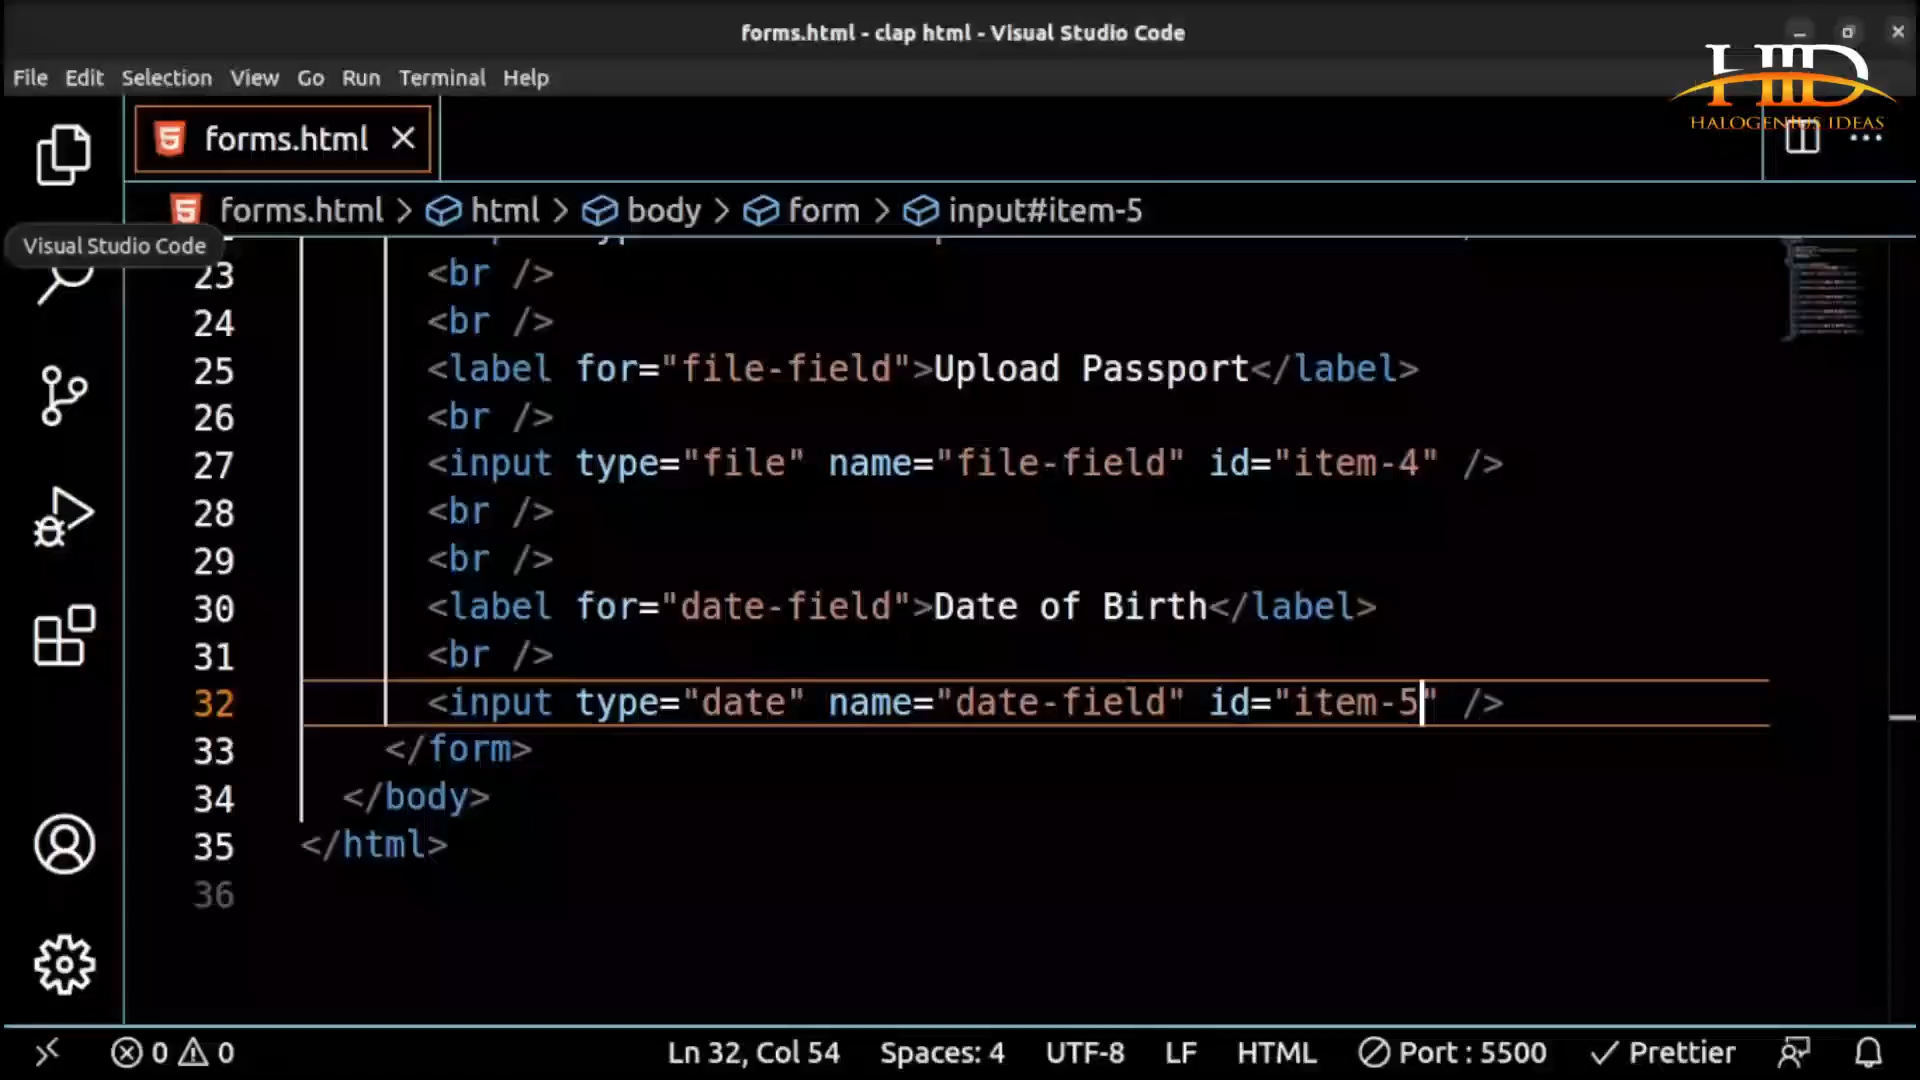 forms.html - clap html - Visual Studio Code
File Edit Selection View Go Run Terminal Help
HID
HALOGENIUS IDEAS
forms.html
forms.html > html > body > form > input#item-5
Visual Studio Code
23 <br />
24 <br />
25 <label for="file-field">Upload Passport</label>
26 <br />
27 <input type="file" name="file-field" id="item-4" />
28 <br />
29 <br />
30 <label for="date-field">Date of Birth</label>
31 <br />
32 <input type="date" name="date-field" id="item-5" />
33 </form>
34 </body>
35 </html>
36
0 0 Ln 32, Col 54 Spaces: 4 UTF-8 LF HTML Port : 5500 Prettier